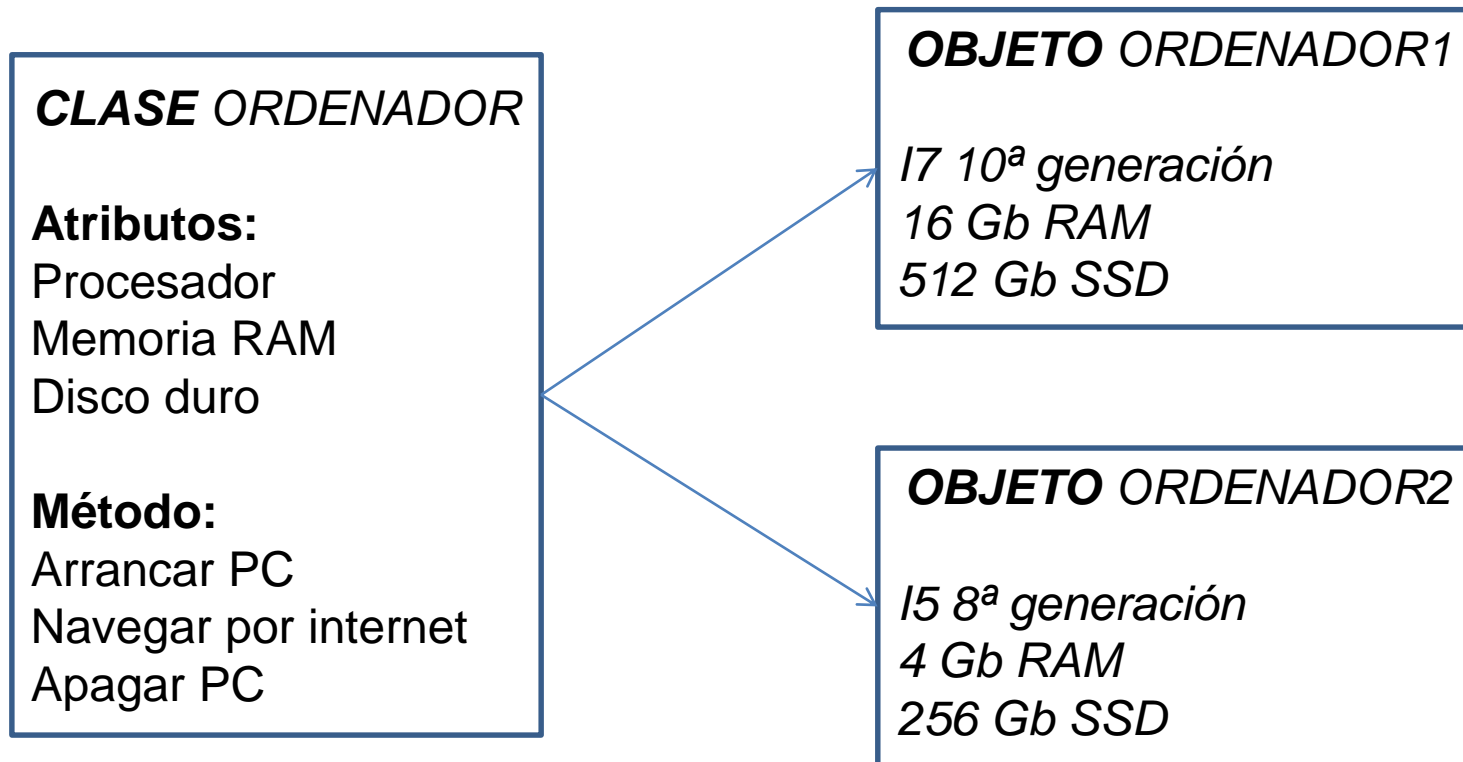 CLASE ORDENADOR
Atributos:
Procesador
Memoria RAM
Disco duro
Método:
Arrancar PC
Navegar por internet
Apagar PC
OBJETO ORDENADOR1
I7 10ª generación
16 Gb RAM
512 Gb SSD
OBJETO ORDENADOR2
I5 8ª generación
4 Gb RAM
256 Gb SSD